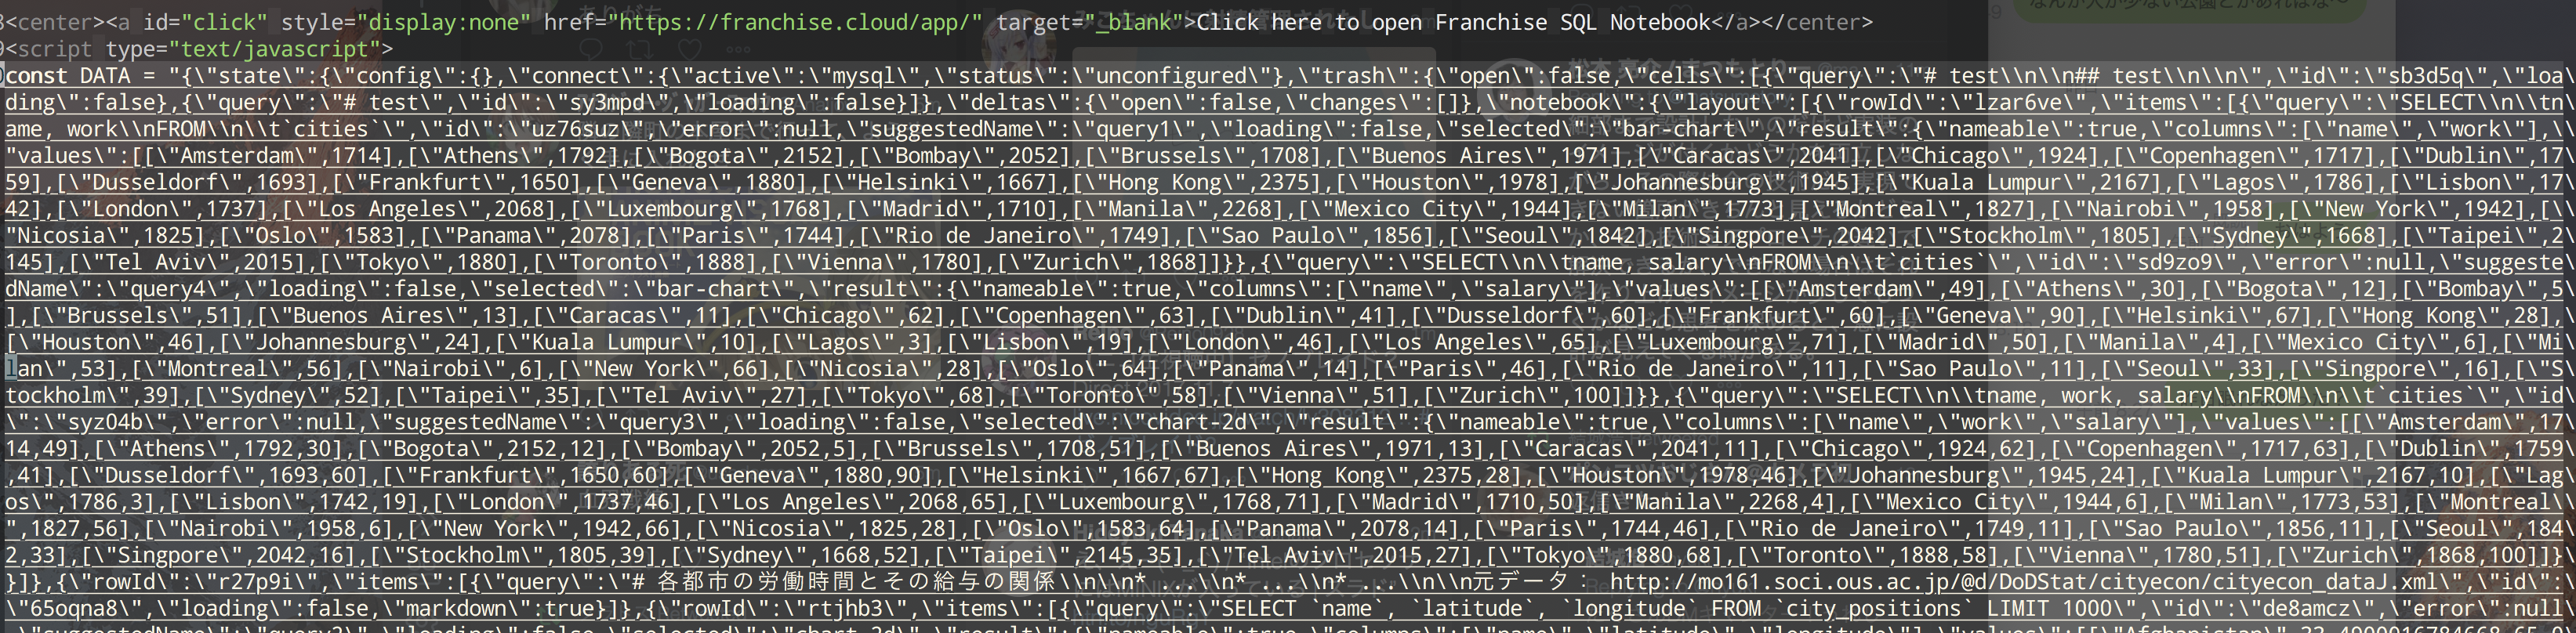 <center><a id="click" style="display:none" href="https://franchise.cloud/app/" target="_blank">Click here to open Franchise SQL Notebook</a></center>
<script type="text/javascript">
const DATA = "{\"state\":{\"config\":{},\"connect\":{\"active\":\"mysql\",\"status\":\"unconfigured\"},\"trash\":{\"open\":false,\"cells\":[{\"query\":\"# test\\n\\n## test\\n\\n\",\"id\":\"sb3d5q\",\"loa
ding\":false},{\"query\":\"# test\",\"id\":\"sy3mpd\",\"loading\":false}]},\"deltas\":{\"open\":false,\"changes\":[]},\"notebook\":{\"layout\":[{\"rowId\":\"lzar6ve\",\"items\":[{\"query\":\"SELECT\\n\\tn
ame, work\\nFROM\\n\\t`cities`\",\"id\":\"uz76suz\",\"error\":null,\"suggestedName\":\"query1\",\"loading\":false,\"selected\":\"bar-chart\",\"result\":{\"nameable\":true,\"columns\":[\"name\",\"work\"],\
"values\":[[\"Amsterdam\",1714],[\"Athens\",1792],[\"Bogota\",2152],[\"Bombay\",2052],[\"Brussels\",1708],[\"Buenos Aires\",1971],[\"Caracas\",2041],[\"Chicago\",1924],[\"Copenhagen\",1717],[\"Dublin\",17
59],[\"Dusseldorf\",1693],[\"Frankfurt\",1650],[\"Geneva\",1880],[\"Helsinki\",1667],[\"Hong Kong\",2375],[\"Houston\",1978],[\"Johannesburg\",1945],[\"Kuala Lumpur\",2167],[\"Lagos\",1786],[\"Lisbon\",17
42],[\"London\",1737],[\"Los Angeles\",2068],[\"Luxembourg\",1768],[\"Madrid\",1710],[\"Manila\",2268],[\"Mexico City\",1944],[\"Milan\",1773],[\"Montreal\",1827],[\"Nairobi\",1958],[\"New York\",1942],[\
"Nicosia\",1825],[\"Oslo\",1583],[\"Panama\",2078],[\"Paris\",1744],[\"Rio de Janeiro\",1749],[\"Sao Paulo\",1856],[\"Seoul\",1842],[\"Singpore\",2042],[\"Stockholm\",1805],[\"Sydney\",1668],[\"Taipei\",2
145],[\"Tel Aviv\",2015],[\"Tokyo\",1880],[\"Toronto\",1888],[\"Vienna\",1780],[\"Zurich\",1868]]}},{\"query\":\"SELECT\\n\\tname, salary\\nFROM\\n\\t`cities`\",\"id\":\"sd9zo9\",\"error\":null,\"suggeste
dName\":\"query4\",\"loading\":false,\"selected\":\"bar-chart\",\"result\":{\"nameable\":true,\"columns\":[\"name\",\"salary\"],\"values\":[[\"Amsterdam\",49],[\"Athens\",30],[\"Bogota\",12],[\"Bombay\",5
],[\"Brussels\",51],[\"Buenos Aires\",13],[\"Caracas\",11],[\"Chicago\",62],[\"Copenhagen\",63],[\"Dublin\",41],[\"Dusseldorf\",60],[\"Frankfurt\",60],[\"Geneva\",90],[\"Helsinki\",67],[\"Hong Kong\",28],\
[\"Houston\",46],[\"Johannesburg\",24],[\"Kuala Lumpur\",10],[\"Lagos\",3],[\"Lisbon\",19],[\"London\",46],[\"Los Angeles\",65],[\"Luxembourg\",71],[\"Madrid\",50],[\"Manila\",4],[\"Mexico City\",6],[\"Mi
lan\",53],[\"Montreal\",56],[\"Nairobi\",6],[\"New York\",66],[\"Nicosia\",28],[\"Oslo\",64],[\"Panama\",14],[\"Paris\",46],[\"Rio de Janeiro\",11],[\"Sao Paulo\",11],[\"Seoul\",33],[\"Singpore\",16],[\"S
tockholm\",39],[\"Sydney\",52],[\"Taipei\",35],[\"Tel Aviv\",27],[\"Tokyo\",68],[\"Toronto\",58],[\"Vienna\",51],[\"Zurich\",100]]}},{\"query\":\"SELECT\\n\\tname, work, salary\\nFROM\\n\\t`cities`\",\"id
\":\"syz04b\",\"error\":null,\"suggestedName\":\"query3\",\"loading\":false,\"selected\":\"chart-2d\",\"result\":{\"nameable\":true,\"columns\":[\"name\",\"work\",\"salary\"],\"values\":[[\"Amsterdam\",17
14,49],[\"Athens\",1792,30],[\"Bogota\",2152,12],[\"Bombay\",2052,5],[\"Brussels\",1708,51],[\"Buenos Aires\",1971,13],[\"Caracas\",2041,11],[\"Chicago\",1924,62],[\"Copenhagen\",1717,63],[\"Dublin\",1759
,41],[\"Dusseldorf\",1693,60],[\"Frankfurt\",1650,60],[\"Geneva\",1880,90],[\"Helsinki\",1667,67],[\"Hong Kong\",2375,28],[\"Houston\",1978,46],[\"Johannesburg\",1945,24],[\"Kuala Lumpur\",2167,10],[\"Lag
os\",1786,3],[\"Lisbon\",1742,19],[\"London\",1737,46],[\"Los Angeles\",2068,65],[\"Luxembourg\",1768,71],[\"Madrid\",1710,50],[\"Manila\",2268,4],[\"Mexico City\",1944,6],[\"Milan\",1773,53],[\"Montreal\
",1827,56],[\"Nairobi\",1958,6],[\"New York\",1942,66],[\"Nicosia\",1825,28],[\"Oslo\",1583,64],[\"Panama\",2078,14],[\"Paris\",1744,46],[\"Rio de Janeiro\",1749,11],[\"Sao Paulo\",1856,11],[\"Seoul\",184
2,33],[\"Singpore\",2042,16],[\"Stockholm\",1805,39],[\"Sydney\",1668,52],[\"Taipei\",2145,35],[\"Tel Aviv\",2015,27],[\"Tokyo\",1880,68],[\"Toronto\",1888,58],[\"Vienna\",1780,51],[\"Zurich\",1868,100]]}
}]},{\"rowId\":\"r27p9i\",\"items\":[{\"query\":\"# 各都市の労働時間とその給与の関係\\n\\n* ...\\n* ...\\n* ...\\n\\n元データ: http://mo161.soci.ous.ac.jp/@d/DoDStat/cityecon/cityecon_dataJ.xml\",\"id\":
\"65oqna8\",\"loading\":false,\"markdown\":true}]},{\"rowId\":\"rtjhb3\",\"items\":[{\"query\":\"SELECT `name`, `latitude`, `longitude` FROM `city_positions` LIMIT 1000\",\"id\":\"de8amcz\",\"error\":null